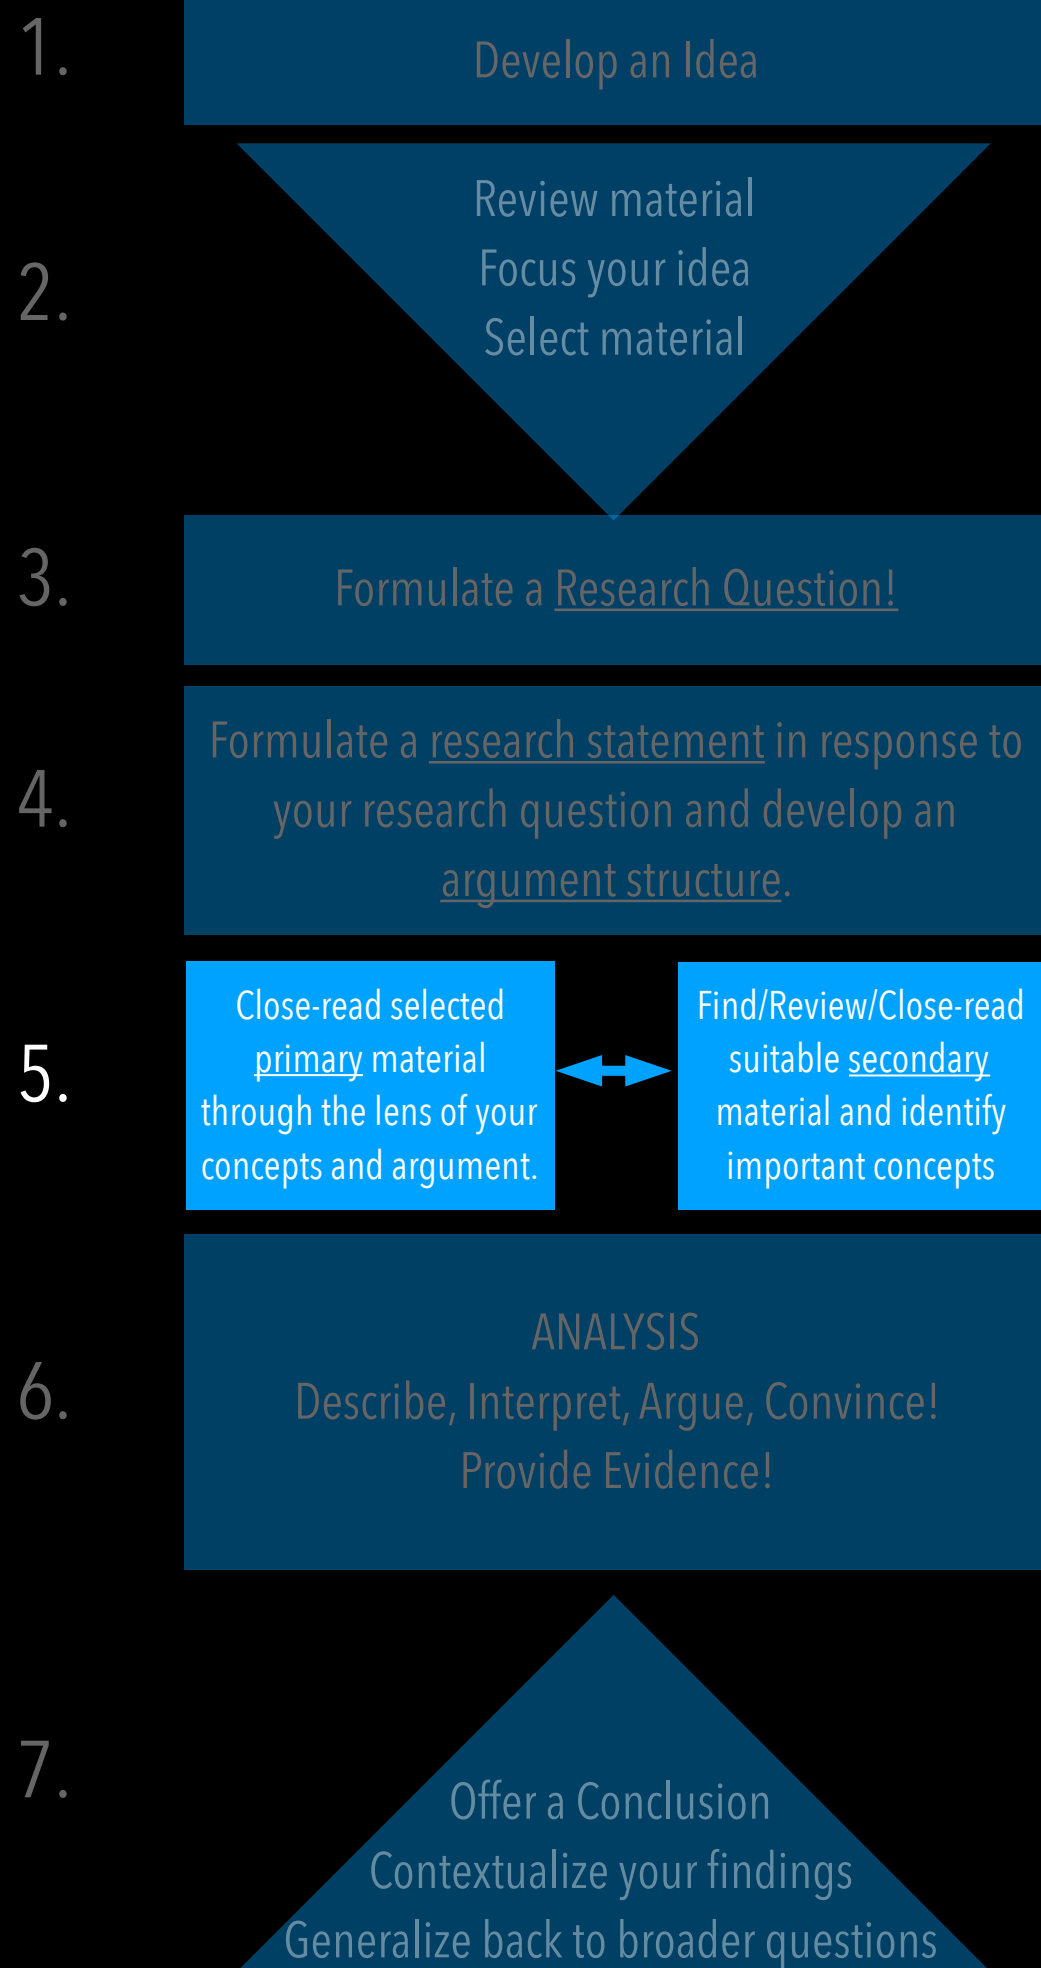 1.
Develop an Idea
2.
Review material
Focus your idea
Select material
3.
Formulate a Research Question!
4.
Formulate a research statement in response to
your research question and develop an
argument structure.
5.
Close-read selected
primary material
through the lens of your
concepts and argument.
Find/Review/Close-read
suitable secondary
material and identify
important concepts
6.
ANALYSIS
Describe, Interpret, Argue, Convince!
Provide Evidence!
7.
Offer a Conclusion
Contextualize your findings
Generalize back to broader questions